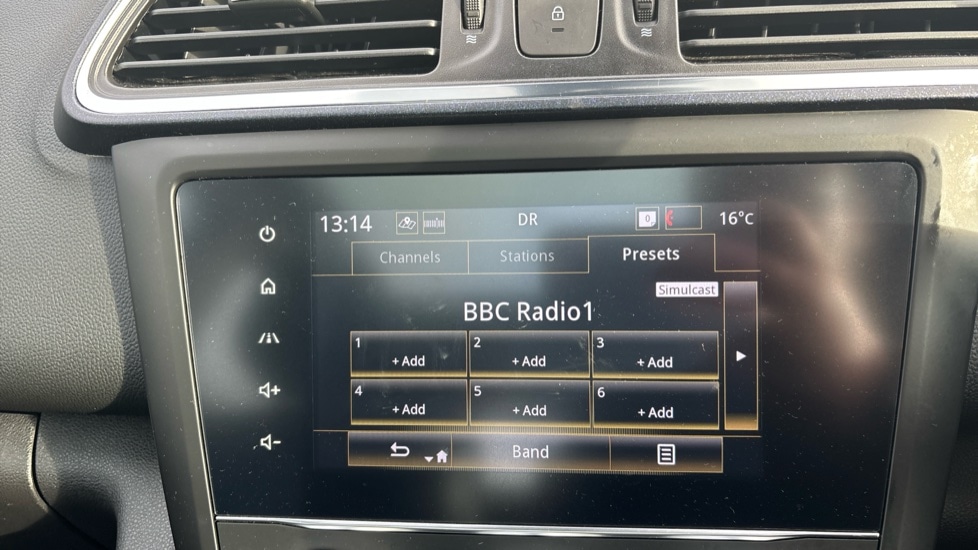 13:14 DR 0 16°C
Channels Stations Presets
Simulcast
BBC Radio1
1 2 3
+ Add + Add + Add
4 5 6
+ Add + Add + Add
Band